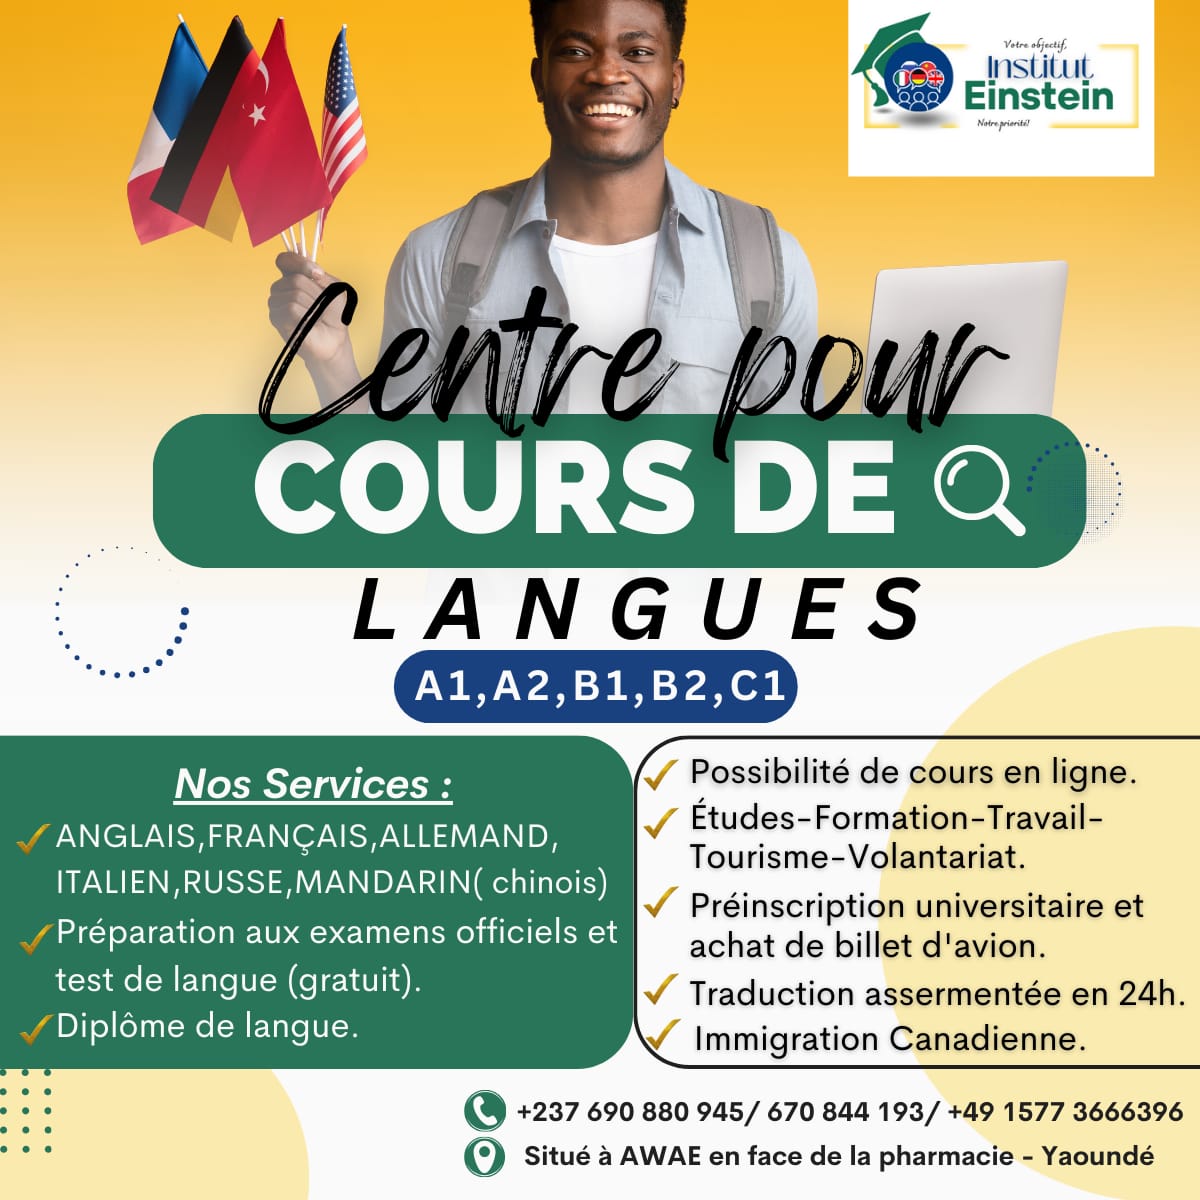 Votre objectif,
Institut
Einstein
Notre priorité!
Centre pour
COURS DE
LANGUES
A1,A2,B1,B2,C1
Nos Services :
ANGLAIS,FRANÇAIS,ALLEMAND,
ITALIEN,RUSSE,MANDARIN( chinois)
Préparation aux examens officiels et
test de langue (gratuit).
Diplôme de langue.
Possibilité de cours en ligne.
Études-Formation-Travail-
Tourisme-Volantariat.
Préinscription universitaire et
achat de billet d'avion.
Traduction assermentée en 24h.
Immigration Canadienne.
+237 690 880 945/ 670 844 193/ +49 1577 3666396
Situé à AWAE en face de la pharmacie - Yaoundé